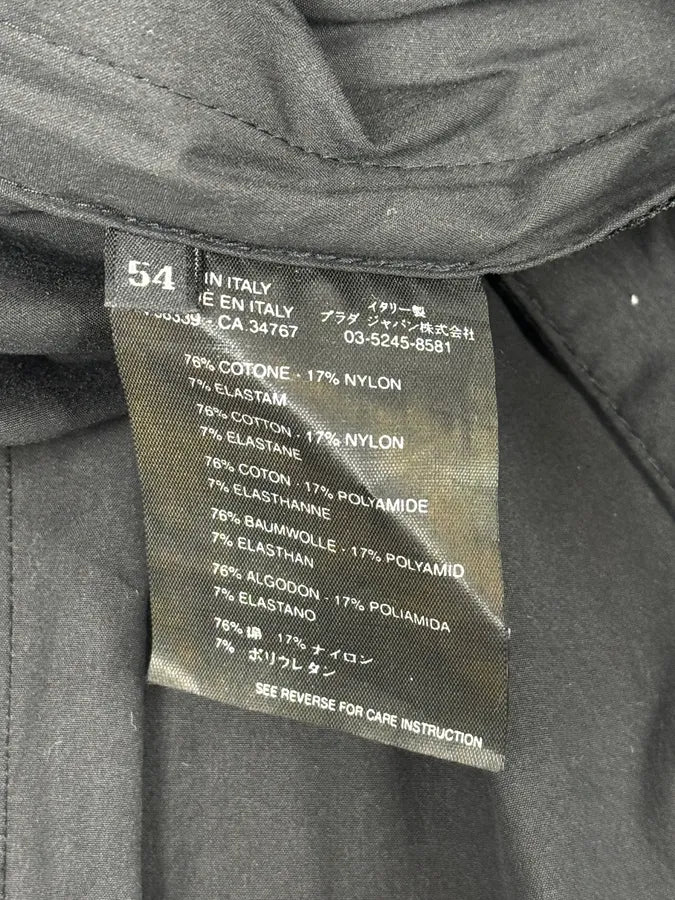 54
IN ITALY
E EN ITALY
CA 34767
イタリー製
プラダ ジャパン株式会社
03-5245-8581
76% COTONE - 17% NYLON
7% ELASTAM
76% COTTON - 17% NYLON
7% ELASTANE
76% COTON - 17% POLYAMIDE
7% ELASTHANNE
76% BAUMWOLLE - 17% POLYAMID
7% ELASTHAN
76% ALGODON - 17% POLIAMIDA
7% ELASTANO
76% 綿 17% ナイロン
7% ポリウレタン
SEE REVERSE FOR CARE INSTRUCTION